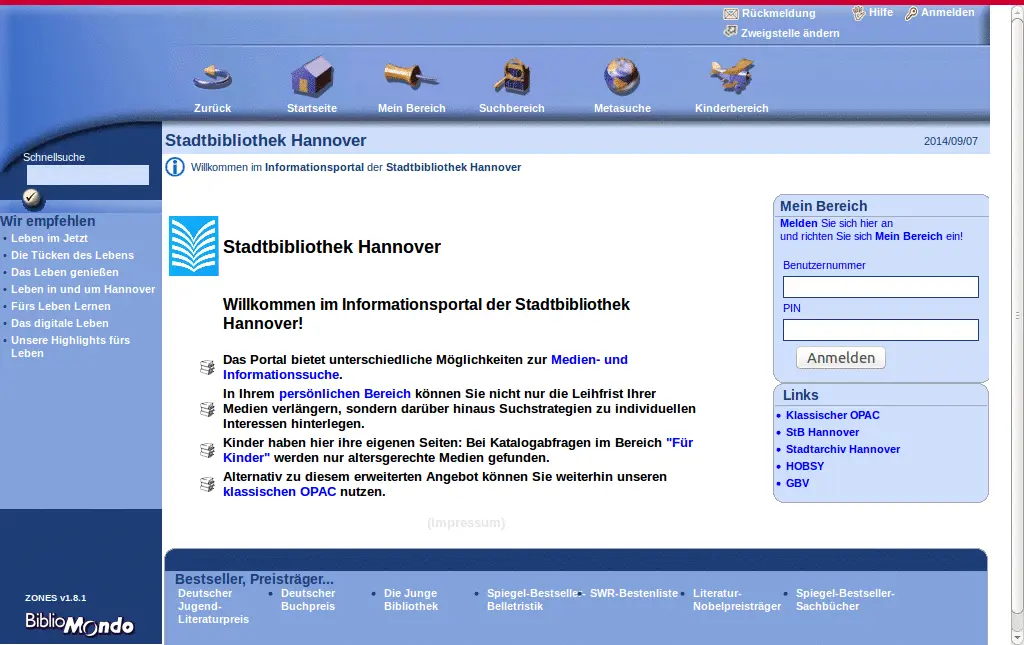 Rückmeldung
Hilfe
Anmelden
Zweigstelle ändern
Zurück
Startseite
Mein Bereich
Suchbereich
Metasuche
Kinderbereich
Schnellsuche
Stadtbibliothek Hannover
2014/09/07
Willkommen im Informationsportal der Stadtbibliothek Hannover
Wir empfehlen
Leben im Jetzt
Die Tücken des Lebens
Das Leben genießen
Leben in und um Hannover
Fürs Leben Lernen
Das digitale Leben
Unsere Highlights fürs
Leben
Stadtbibliothek Hannover
Willkommen im Informationsportal der Stadtbibliothek
Hannover!
Das Portal bietet unterschiedliche Möglichkeiten zur Medien- und
Informationssuche.
In Ihrem persönlichen Bereich können Sie nicht nur die Leihfrist Ihrer
Medien verlängern, sondern darüber hinaus Suchstrategien zu individuellen
Interessen hinterlegen.
Kinder haben hier ihre eigenen Seiten: Bei Katalogabfragen im Bereich "Für
Kinder" werden nur altersgerechte Medien gefunden.
Alternativ zu diesem erweiterten Angebot können Sie weiterhin unseren
klassischen OPAC nutzen.
(Impressum)
Mein Bereich
Melden Sie sich hier an
und richten Sie sich Mein Bereich ein!
Benutzernummer
PIN
Anmelden
Links
Klassischer OPAC
StB Hannover
Stadtarchiv Hannover
HOBSY
GBV
Bestseller, Preisträger...
Deutscher
Jugend-
Literaturpreis
Deutscher
Buchpreis
Die Junge
Bibliothek
Spiegel-Bestseller-
Belletristik
SWR-Bestenliste
Literatur-
Nobelpreisträger
Spiegel-Bestseller-
Sachbücher
ZONES v1.8.1
BiblioMondo